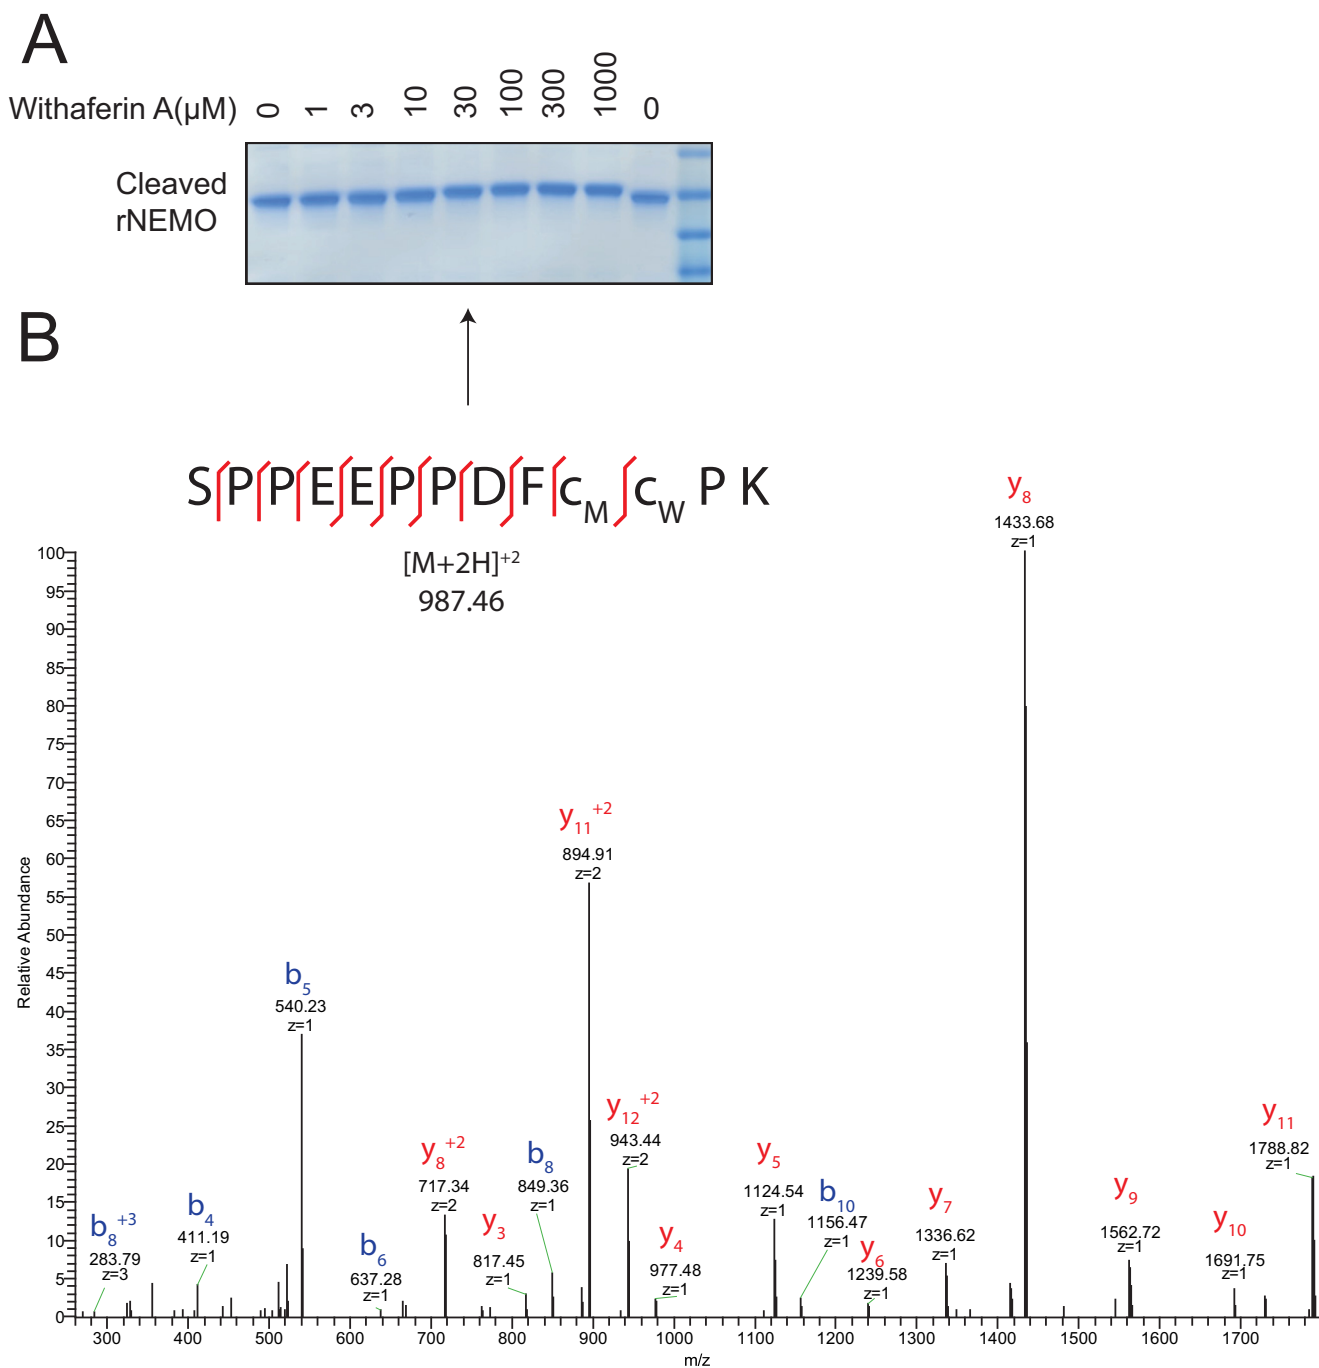 A
Withaferin A(µM) 0 1 3 10 30 100 300 1000 0
Cleaved
rNEMO
B
SPPEEPPDFcMcWPK
[M+2H]+2
987.46
y8
1433.68
z=1
y11+2
894.91
z=2
b5
540.23
z=1
y12+2
943.44
z=2
y8+2
717.34
z=2
b8
849.36
z=1
y3
817.45
z=1
y4
977.48
z=1
y5
1124.54
z=1
b10
1156.47
z=1
y6
1239.58
z=1
y7
1336.62
z=1
y9
1562.72
z=1
y10
1691.75
z=1
y11
1788.82
z=1
b8+3
283.79
z=3
b4
411.19
z=1
b6
637.28
z=1
Relative Abundance
100
95
90
85
80
75
70
65
60
55
50
45
40
35
30
25
20
15
10
5
0
300 400 500 600 700 800 900 1000 1100 1200 1300 1400 1500 1600 1700
m/z